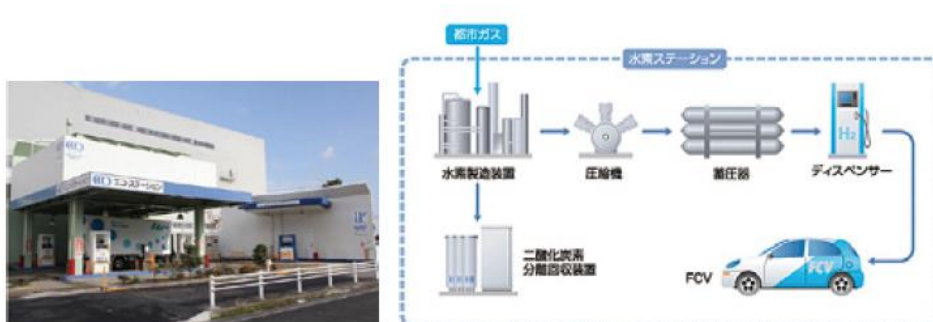 エコ・ステーション
都市ガス
水素ステーション
水素製造装置
圧縮機
蓄圧器
H2
ディスペンサー
二酸化炭素
分離回収装置
FCV
FCV